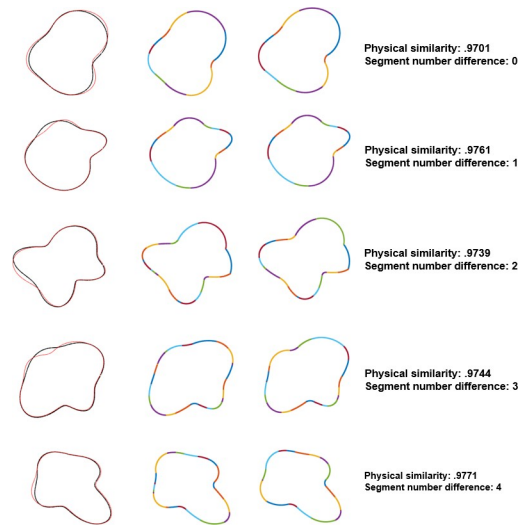 Physical similarity: .9701
Segment number difference: 0
Physical similarity: .9761
Segment number difference: 1
Physical similarity: .9739
Segment number difference: 2
Physical similarity: .9744
Segment number difference: 3
Physical similarity: .9771
Segment number difference: 4